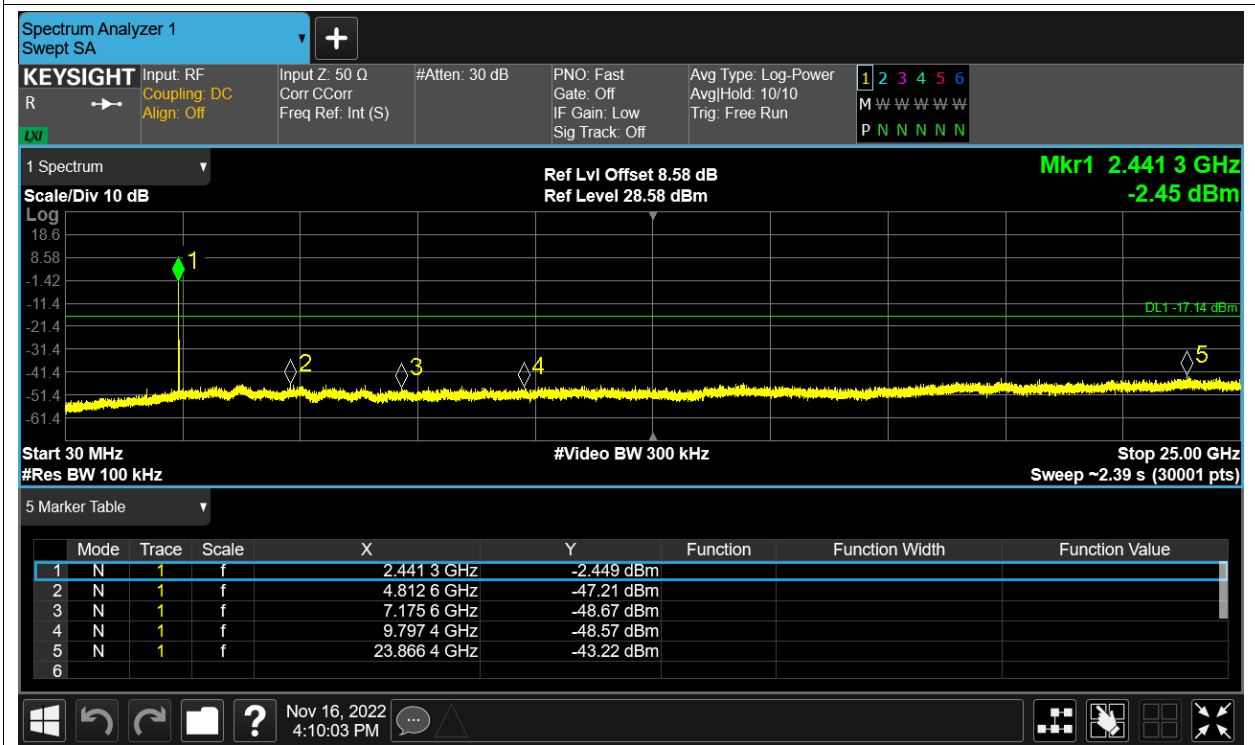 Spectrum Analyzer 1
Swept SA
+
KEYSIGHT Input: RF Input Z: 50 Ω #Atten: 30 dB PNO: Fast Avg Type: Log-Power 1 2 3 4 5 6
R Coupling: DC Corr CCorr Gate: Off Avg|Hold: 10/10 M W W W W W
Align: Off Freq Ref: Int (S) IF Gain: Low Trig: Free Run
LXI Sig Track: Off P N N N N N
1 Spectrum Ref Lvl Offset 8.58 dB Mkr1 2.441 3 GHz
Scale/Div 10 dB Ref Level 28.58 dBm -2.45 dBm
Log
18.6
8.58 1
-1.42
-11.4 DL1 -17.14 dBm
-21.4
-31.4
-41.4 2 3 4 5
-51.4
-61.4
Start 30 MHz #Video BW 300 kHz Stop 25.00 GHz
#Res BW 100 kHz Sweep ~2.39 s (30001 pts)
5 Marker Table
Mode Trace Scale X Y Function Function Width Function Value
1 N 1 f 2.441 3 GHz -2.449 dBm
2 N 1 f 4.812 6 GHz -47.21 dBm
3 N 1 f 7.175 6 GHz -48.67 dBm
4 N 1 f 9.797 4 GHz -48.57 dBm
5 N 1 f 23.866 4 GHz -43.22 dBm
6
? Nov 16, 2022
4:10:03 PM